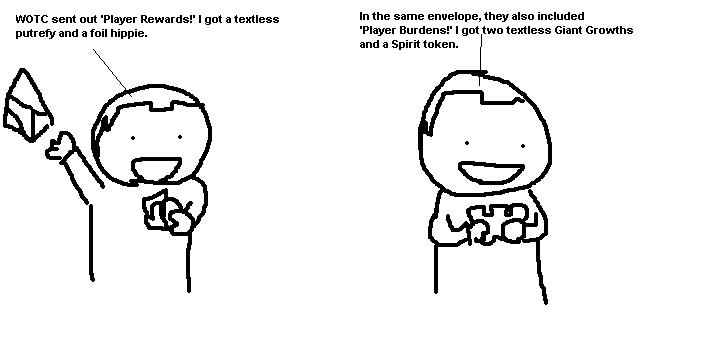 WOTC sent out 'Player Rewards!' I got a textless
putrefy and a foil hippie.
In the same envelope, they also included
'Player Burdens!' I got two textless Giant Growths
and a Spirit token.